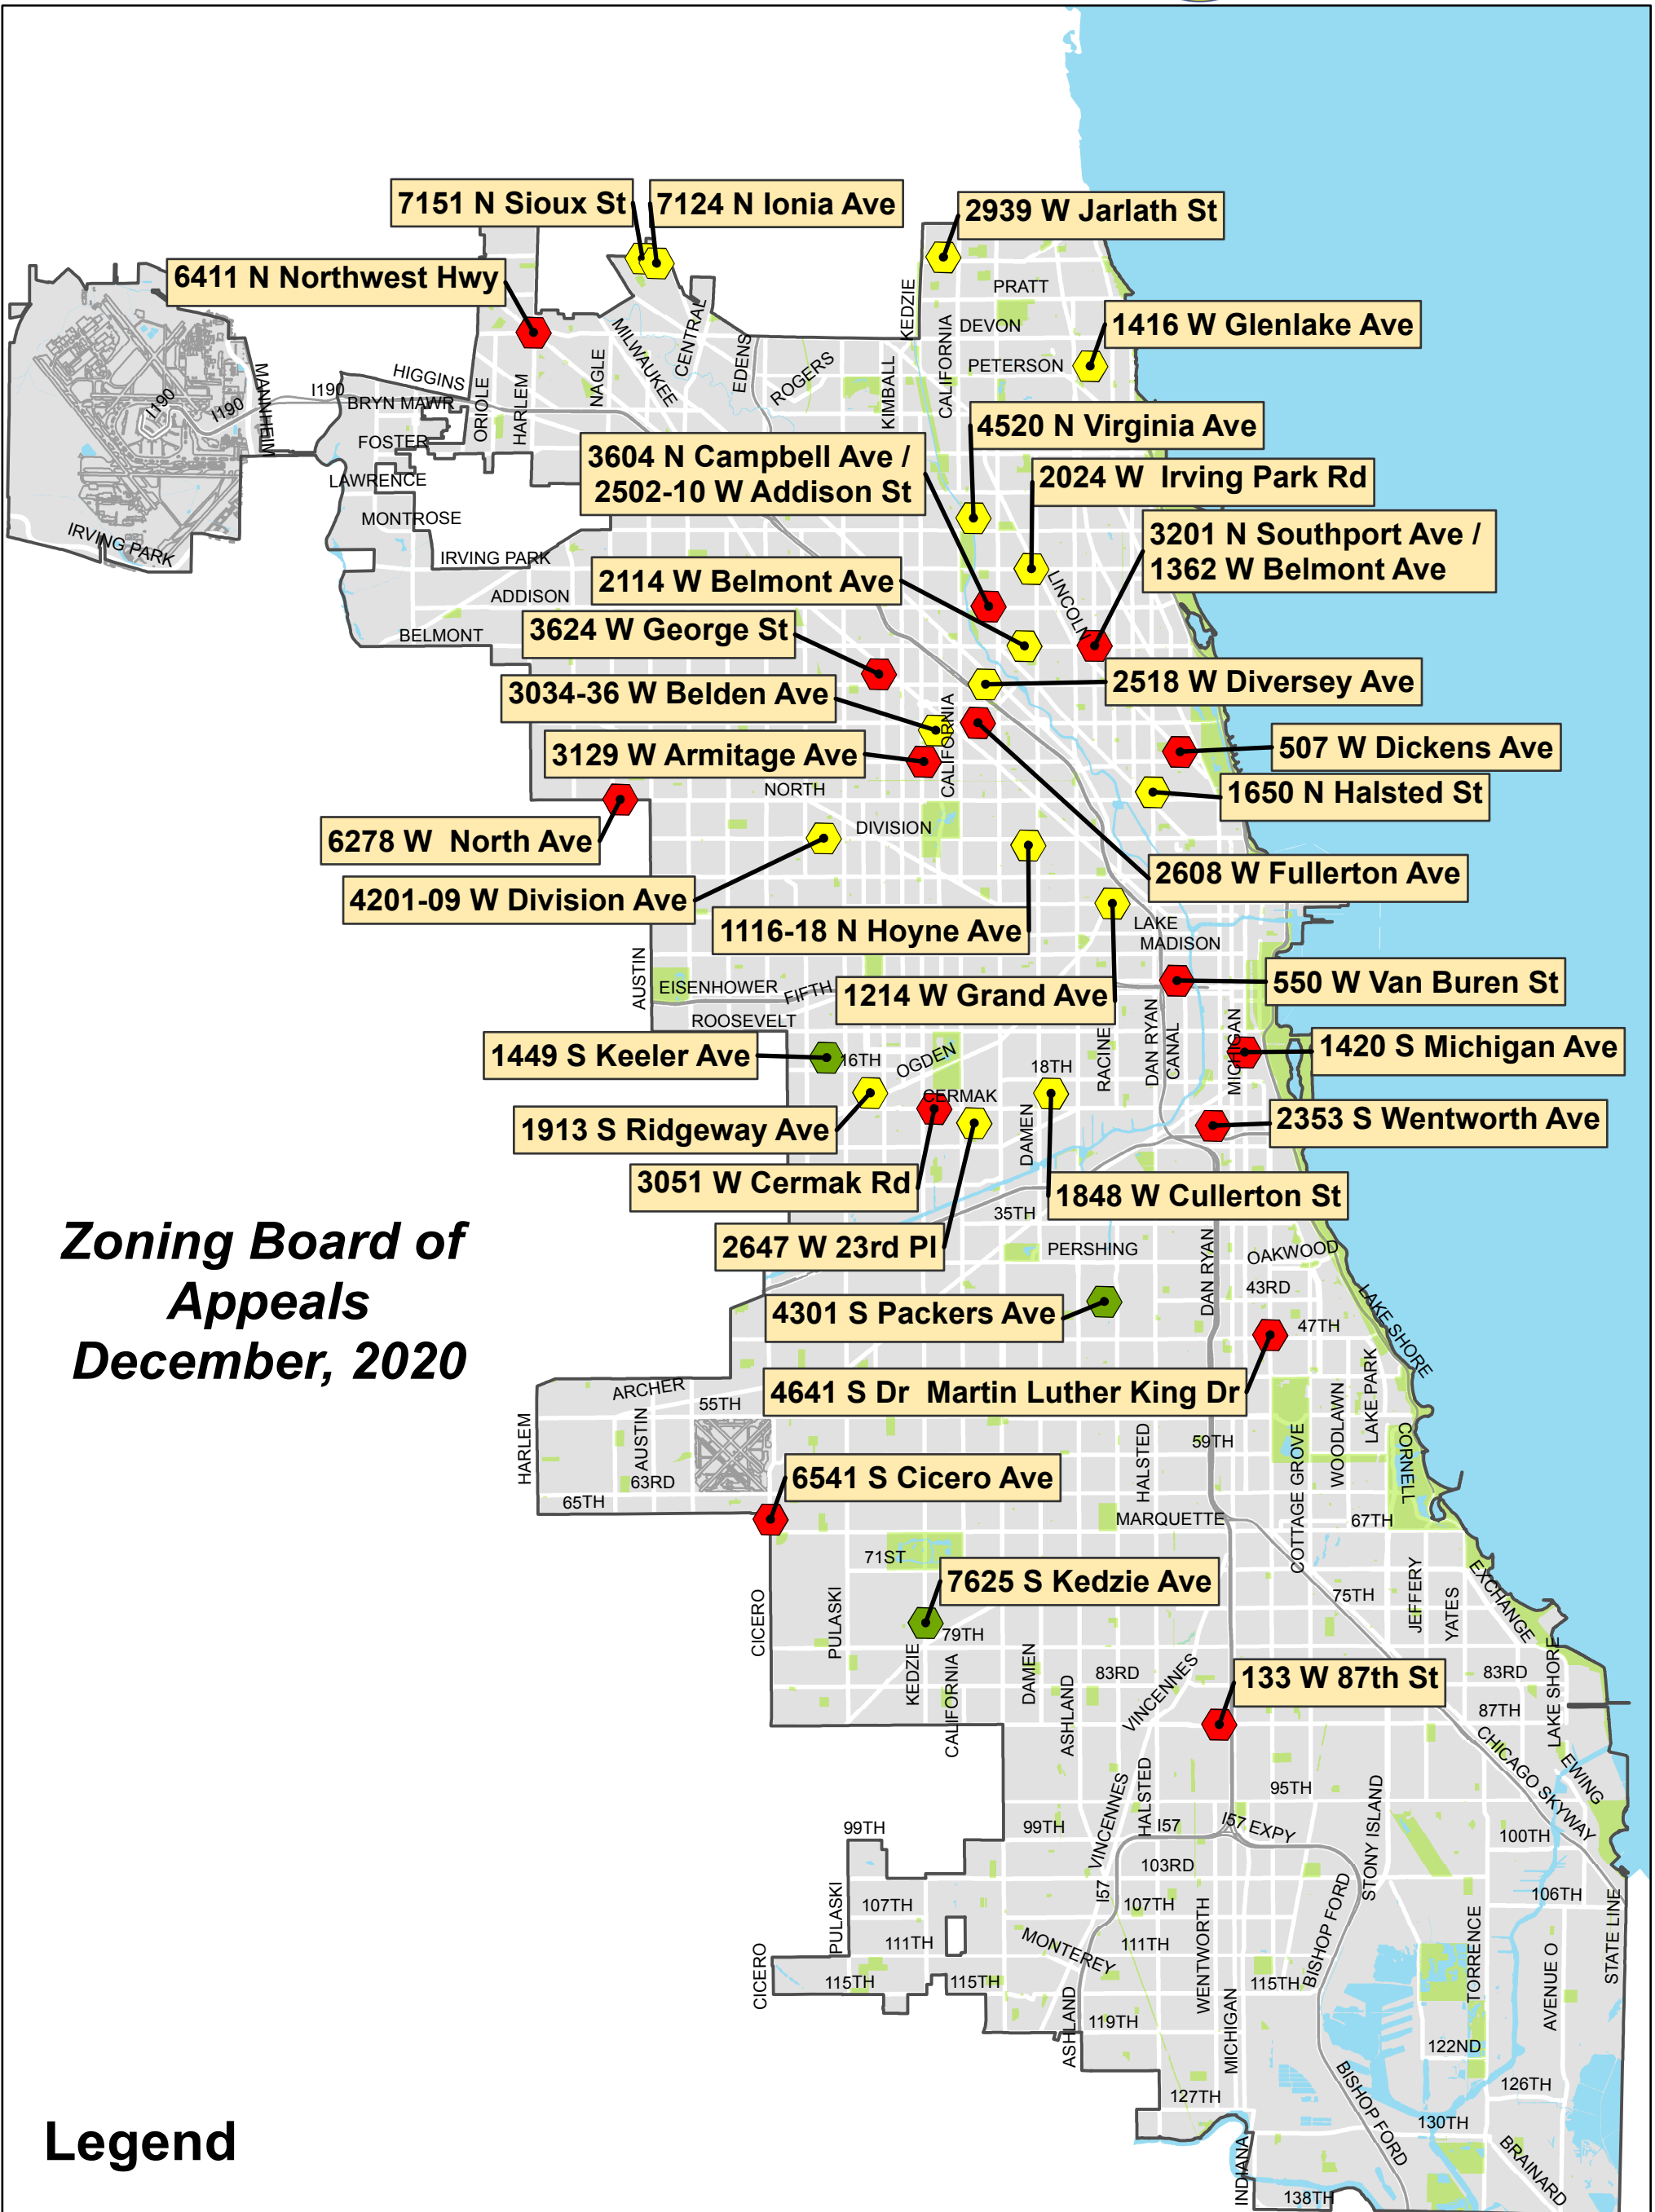 7151 N Sioux St
7124 N Ionia Ave
2939 W Jarlath St
6411 N Northwest Hwy
KEDZIE
PRATT
CALIFORNIA
DEVON
1416 W Glenlake Ave
MILWAUKEE
CENTRAL
EDENS
ROGERS
KIMBALL
PETERSON
MANNHEIM
I190
I190
I190
HIGGINS
BRYN MAWR
ORIOLE
HARLEM
NAGLE
FOSTER
4520 N Virginia Ave
3604 N Campbell Ave /
2502-10 W Addison St
2024 W  Irving Park Rd
LAWRENCE
MONTROSE
IRVING PARK
IRVING PARK
3201 N Southport Ave /
1362 W Belmont Ave
2114 W Belmont Ave
LINCOLN
ADDISON
BELMONT
3624 W George St
2518 W Diversey Ave
3034-36 W Belden Ave
CALIFORNIA
3129 W Armitage Ave
507 W Dickens Ave
NORTH
1650 N Halsted St
6278 W  North Ave
DIVISION
2608 W Fullerton Ave
4201-09 W Division Ave
1116-18 N Hoyne Ave
LAKE
MADISON
AUSTIN
EISENHOWER
FIFTH
1214 W Grand Ave
550 W Van Buren St
ROOSEVELT
1449 S Keeler Ave
16TH
OGDEN
18TH
RACINE
DAN RYAN
CANAL
MICHIGAN
1420 S Michigan Ave
CERMAK
1913 S Ridgeway Ave
DAMEN
2353 S Wentworth Ave
3051 W Cermak Rd
1848 W Cullerton St
35TH
2647 W 23rd Pl
PERSHING
DAN RYAN
OAKWOOD
Zoning Board of
Appeals
December, 2020
43RD
LAKE SHORE
4301 S Packers Ave
47TH
4641 S Dr  Martin Luther King Dr
LAKE PARK
WOODLAWN
ARCHER
55TH
HARLEM
AUSTIN
63RD
65TH
HALSTED
59TH
COTTAGE GROVE
CORNELL
6541 S Cicero Ave
MARQUETTE
67TH
71ST
7625 S Kedzie Ave
CICERO
PULASKI
75TH
JEFFERY
YATES
EXCHANGE
79TH
KEDZIE
CALIFORNIA
DAMEN
ASHLAND
83RD
VINCENNES
133 W 87th St
83RD
LAKE SHORE
87TH
CHICAGO SKYWAY
EWING
95TH
HALSTED
VINCENNES
STONY ISLAND
99TH
99TH
I57
I57 EXPY
100TH
103RD
I57
PULASKI
107TH
107TH
WENTWORTH
BISHOP FORD
106TH
STATE LINE
111TH
MONTEREY
111TH
TORRENCE
AVENUE O
CICERO
115TH
115TH
115TH
ASHLAND
119TH
MICHIGAN
122ND
126TH
127TH
BISHOP FORD
130TH
BRAINARD
INDIANA
138TH
Legend